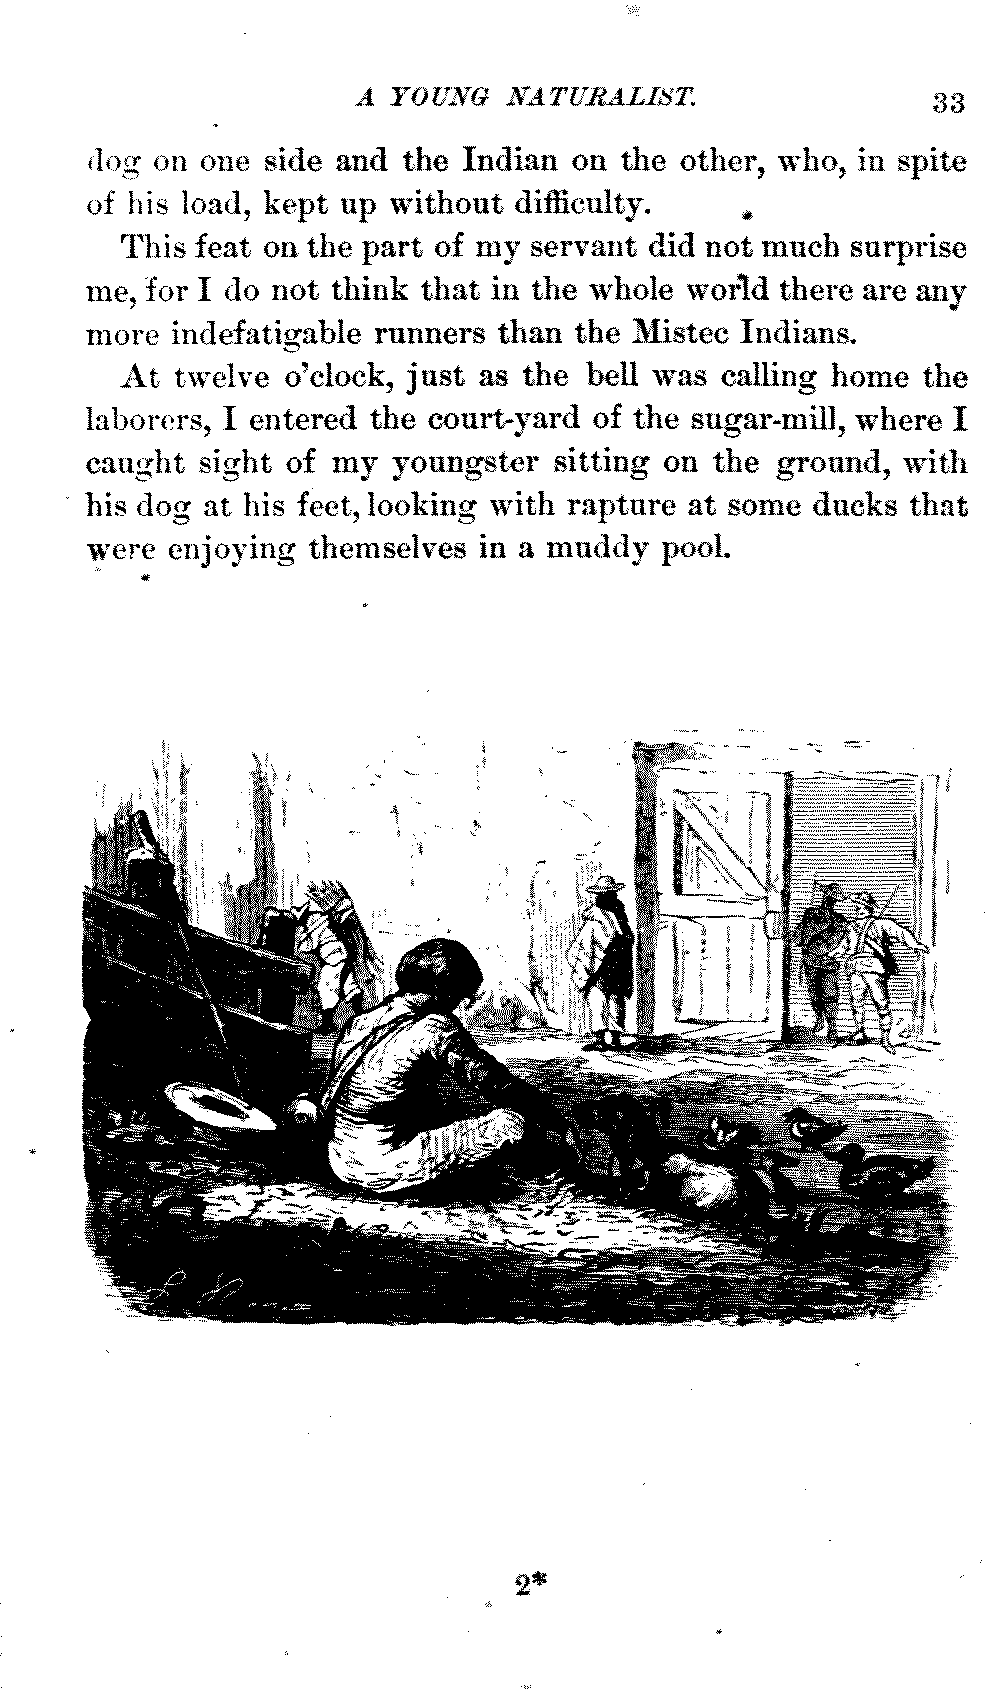 A YOUNG NATURALIST.
33
dog on one side and the Indian on the other, who, in spite
of his load, kept up without difficulty.
This feat on the part of my servant did not much surprise
me, for I do not think that in the whole world there are any
more indefatigable runners than the Mistec Indians.
At twelve o'clock, just as the bell was calling home the
laborers, I entered the court-yard of the sugar-mill, where I
caught sight of my youngster sitting on the ground, with
his dog at his feet, looking with rapture at some ducks that
were enjoying themselves in a muddy pool.
2*